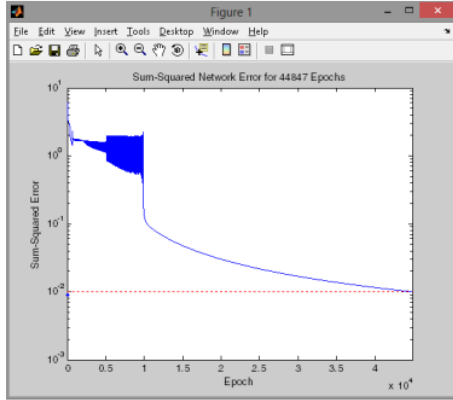 Figure 1
File Edit View Insert Tools Desktop Window Help
Sum-Squared Network Error for 44847 Epochs
10^1
10^0
10^-1
10^-2
10^-3
Sum-Squared Error
0 0.5 1 1.5 2 2.5 3 3.5 4
x 10^4
Epoch